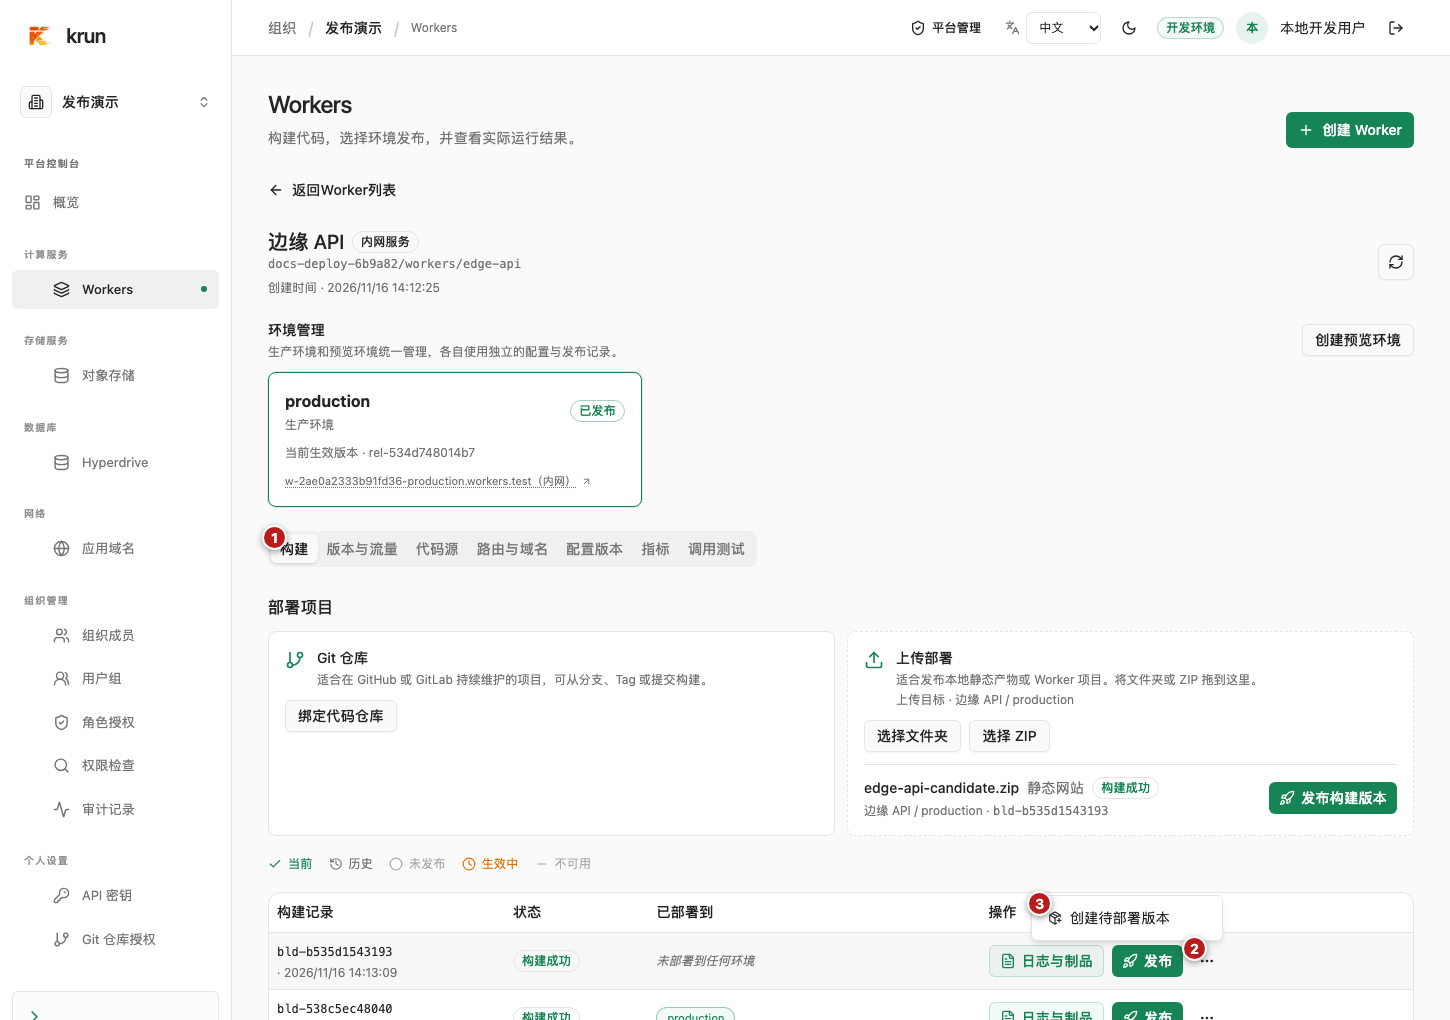 krun
组织 / 发布演示 / Workers
平台管理
中文
开发环境
本
本地开发用户
发布演示
平台控制台
概览
计算服务
Workers
存储服务
对象存储
数据库
Hyperdrive
网络
应用域名
组织管理
组织成员
用户组
角色授权
权限检查
审计记录
个人设置
API 密钥
Git 仓库授权
Workers
构建代码，选择环境发布，并查看实际运行结果。
创建 Worker
返回Worker列表
边缘 API 内网服务
docs-deploy-6b9a82/workers/edge-api
创建时间 · 2026/11/16 14:12:25
环境管理
生产环境和预览环境统一管理，各自使用独立的配置与发布记录。
创建预览环境
production
已发布
生产环境
当前生效版本 · rel-534d748014b7
w-2ae0a2333b91fd36-production.workers.test（内网）
1
构建 版本与流量 代码源 路由与域名 配置版本 指标 调用测试
部署项目
Git 仓库
适合在 GitHub 或 GitLab 持续维护的项目，可从分支、Tag 或提交构建。
绑定代码仓库
上传部署
适合发布本地静态产物或 Worker 项目。将文件夹或 ZIP 拖到这里。
上传目标 · 边缘 API / production
选择文件夹 选择 ZIP
edge-api-candidate.zip 静态网站 构建成功
边缘 API / production · bld-b535d1543193
发布构建版本
当前 历史 未发布 生效中 不可用
构建记录 状态 已部署到 操作
3
创建待部署版本
bld-b535d1543193
· 2026/11/16 14:13:09
构建成功
未部署到任何环境
日志与制品
发布
2
bld-538c5ec48040
构建成功
production
日志与制品
发布